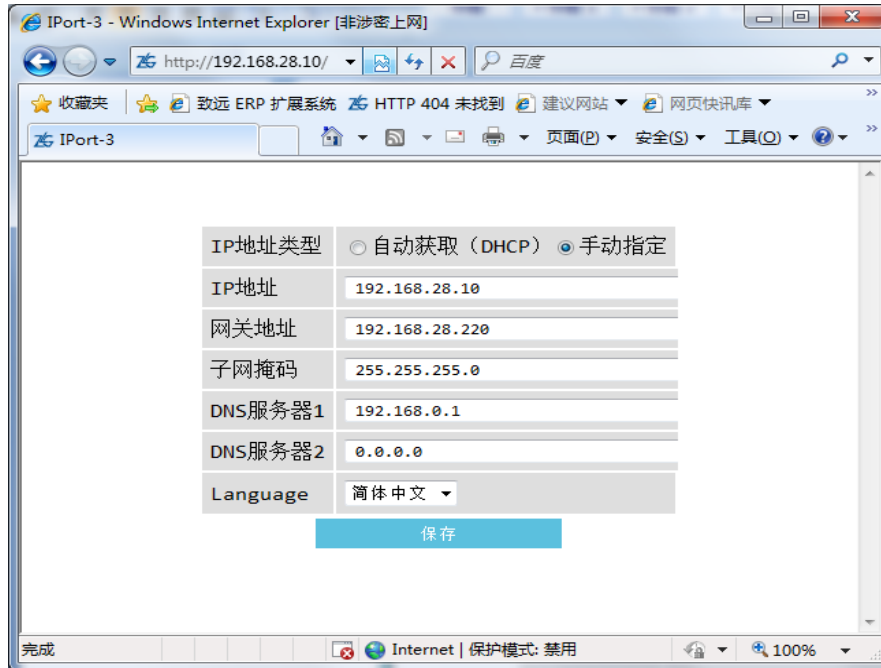 IPort-3 - Windows Internet Explorer [非涉密上网]
http://192.168.28.10/ 百度
收藏夹 致远 ERP 扩展系统 HTTP 404 未找到 建议网站 网页快讯库 »
IPort-3 页面(P) 安全(S) 工具(O) »
IP地址类型 自动获取（DHCP） 手动指定
IP地址 192.168.28.10
网关地址 192.168.28.220
子网掩码 255.255.255.0
DNS服务器1 192.168.0.1
DNS服务器2 0.0.0.0
Language 简体中文
保存
完成 Internet | 保护模式: 禁用 100%